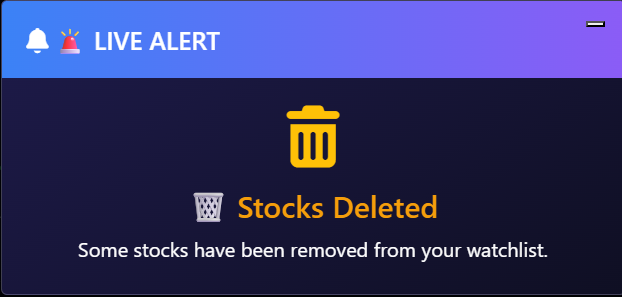 LIVE ALERT
Stocks Deleted
Some stocks have been removed from your watchlist.